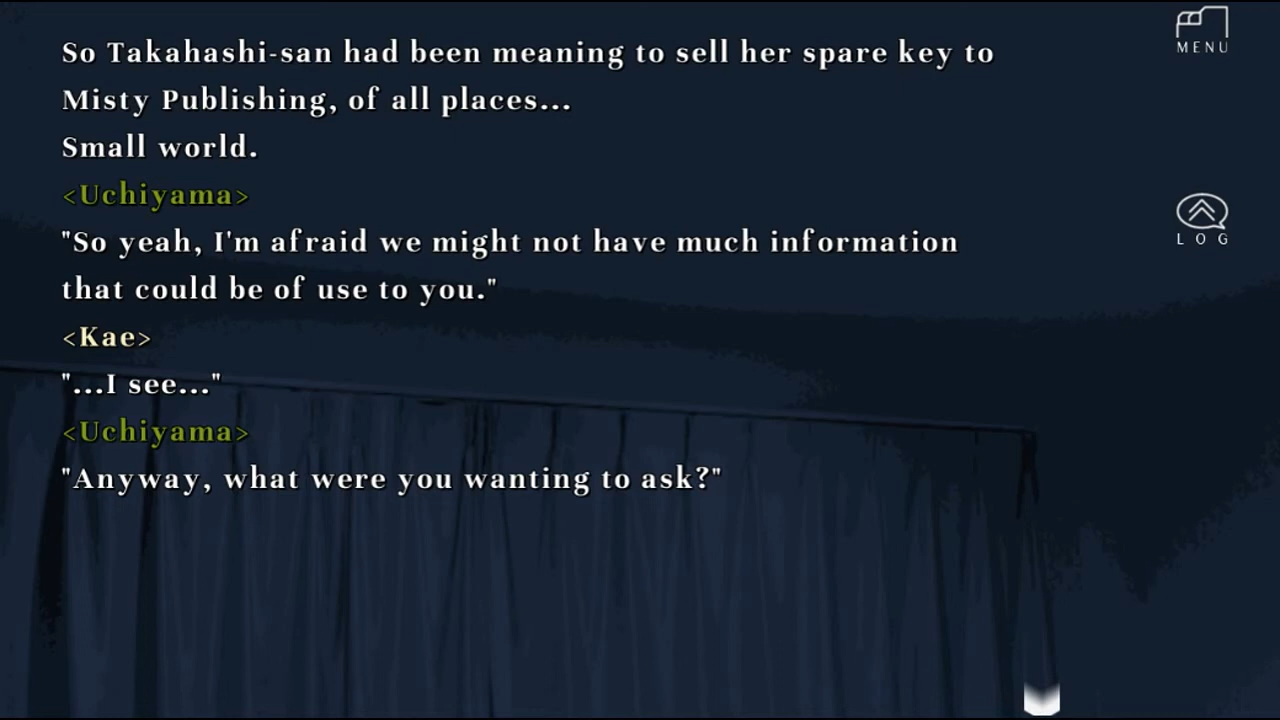 So Takahashi-san had been meaning to sell her spare key to
Misty Publishing, of all places...
Small world.
<Uchiyama>
"So yeah, I'm afraid we might not have much information
that could be of use to you."
<Kae>
"...I see..."
<Uchiyama>
"Anyway, what were you wanting to ask?"
MENU
LOG